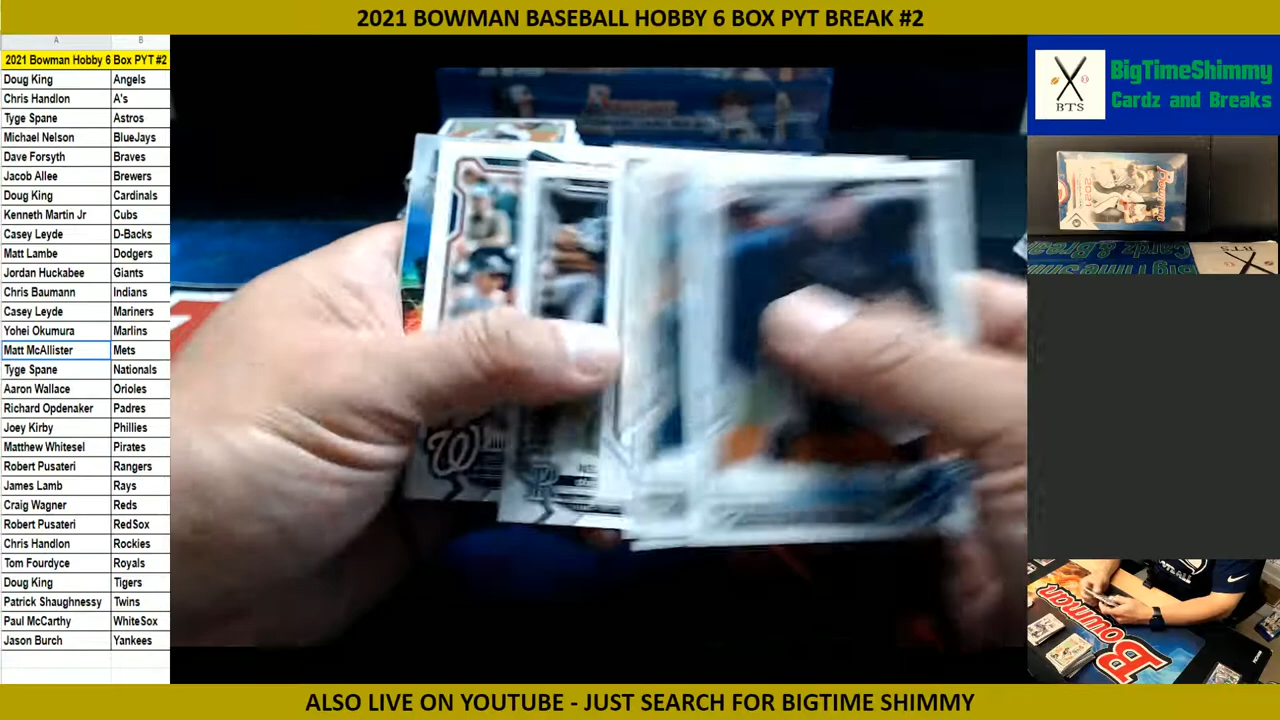 2021 BOWMAN BASEBALL HOBBY 6 BOX PYT BREAK #2
A B
2021 Bowman Hobby 6 Box PYT #2
Doug King Angels
Chris Handlon A's
Tyge Spane Astros
Michael Nelson BlueJays
Dave Forsyth Braves
Jacob Allee Brewers
Doug King Cardinals
Kenneth Martin Jr Cubs
Casey Leyde D-Backs
Matt Lambe Dodgers
Jordan Huckabee Giants
Chris Baumann Indians
Casey Leyde Mariners
Yohei Okumura Marlins
Matt McAllister Mets
Tyge Spane Nationals
Aaron Wallace Orioles
Richard Opdenaker Padres
Joey Kirby Phillies
Matthew Whitesel Pirates
Robert Pusateri Rangers
James Lamb Rays
Craig Wagner Reds
Robert Pusateri RedSox
Chris Handlon Rockies
Tom Fourdyce Royals
Doug King Tigers
Patrick Shaughnessy Twins
Paul McCarthy WhiteSox
Jason Burch Yankees
BTS
BigTimeShimmy
Cardz and Breaks
Bowman
2021
Cardz & Breaks
BTS
W
Bowman
ALSO LIVE ON YOUTUBE - JUST SEARCH FOR BIGTIME SHIMMY